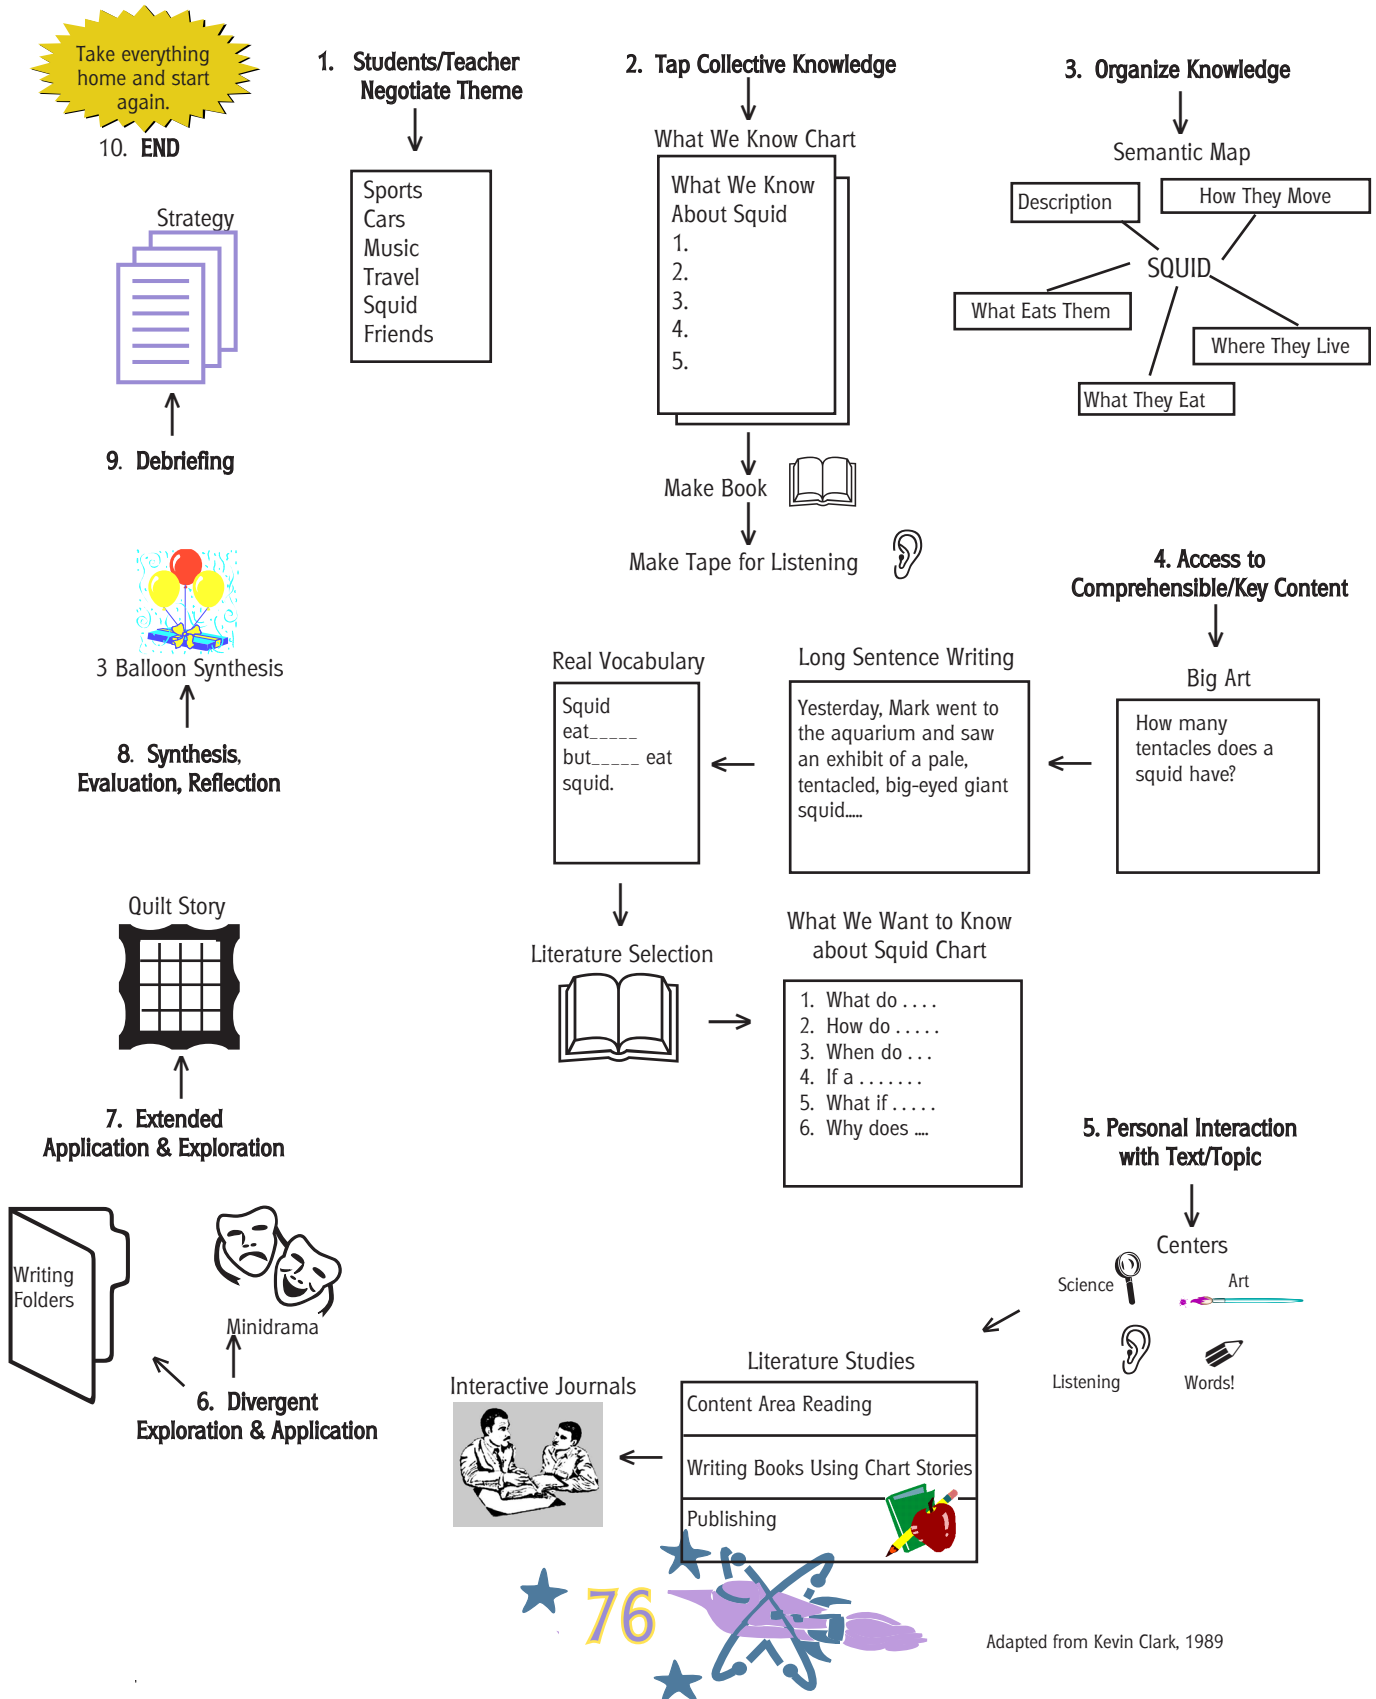 Take everything
home and start
again.
10. END
1. Students/Teacher
Negotiate Theme
Sports
Cars
Music
Travel
Squid
Friends
2. Tap Collective Knowledge
What We Know Chart
What We Know
About Squid
1.
2.
3.
4.
5.
Make Book
Make Tape for Listening
3. Organize Knowledge
Semantic Map
Description
How They Move
SQUID
What Eats Them
Where They Live
What They Eat
4. Access to
Comprehensible/Key Content
Big Art
How many
tentacles does a
squid have?
Long Sentence Writing
Yesterday, Mark went to
the aquarium and saw
an exhibit of a pale,
tentacled, big-eyed giant
squid.....
Real Vocabulary
Squid
eat_____
but_____ eat
squid.
Literature Selection
What We Want to Know
about Squid Chart
1. What do . . . .
2. How do . . . . .
3. When do . . .
4. If a . . . . . . .
5. What if . . . . .
6. Why does ....
5. Personal Interaction
with Text/Topic
Centers
Science
Art
Listening
Words!
Literature Studies
Content Area Reading
Writing Books Using Chart Stories
Publishing
Interactive Journals
6. Divergent
Exploration & Application
Minidrama
Writing
Folders
7. Extended
Application & Exploration
Quilt Story
8. Synthesis,
Evaluation, Reflection
3 Balloon Synthesis
9. Debriefing
Strategy
76
Adapted from Kevin Clark, 1989